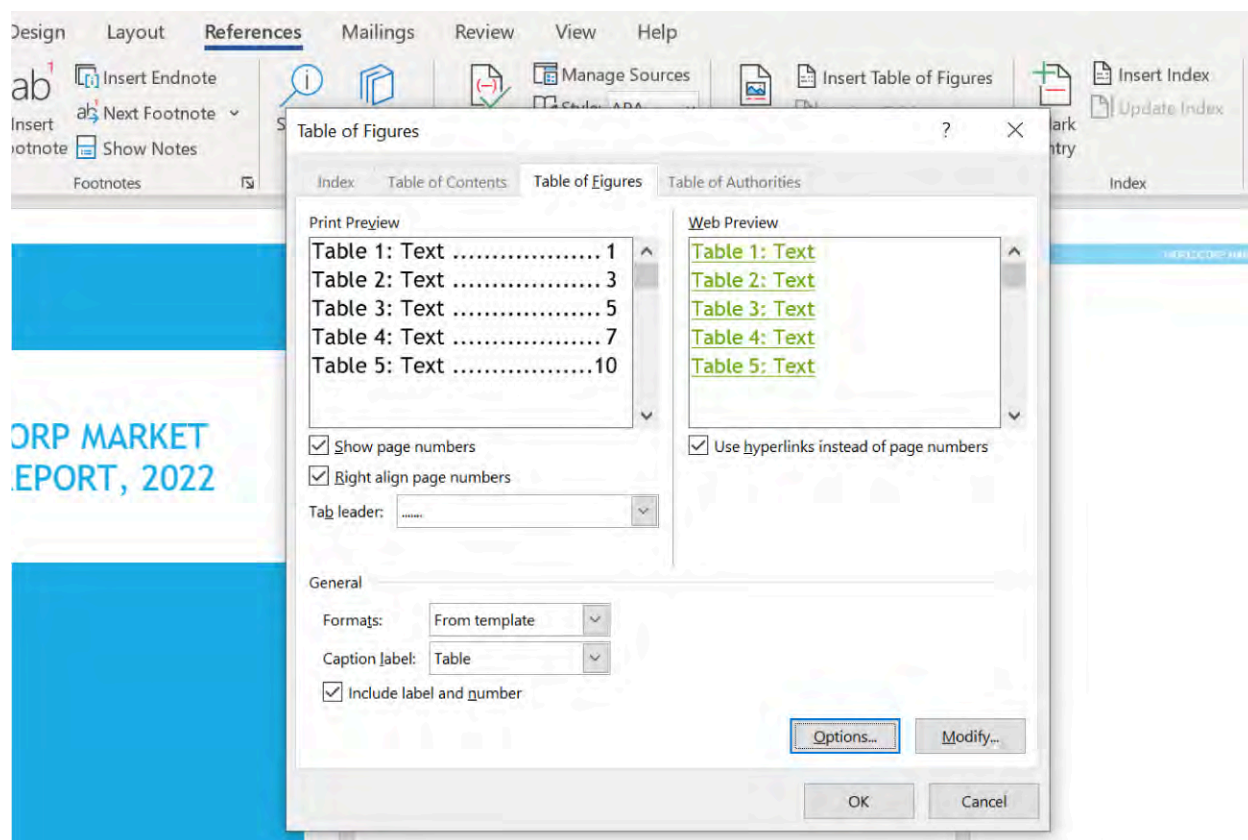 Design Layout References Mailings Review View Help
ab1 Insert Endnote
Manage Sources
Insert Table of Figures
Insert Index
Insert
Next Footnote
Style: APA
Update Index
Show Notes
Footnotes
Index
Table of Figures ?
Index Table of Contents Table of Figures Table of Authorities
Print Preview
Web Preview
Table 1: Text ................... 1
Table 2: Text ................... 3
Table 3: Text ................... 5
Table 4: Text ................... 7
Table 5: Text ...................10
Table 1: Text
Table 2: Text
Table 3: Text
Table 4: Text
Table 5: Text
Show page numbers
Use hyperlinks instead of page numbers
Right align page numbers
Tab leader: .......
General
Formats: From template
Caption label: Table
Include label and number
Options... Modify...
OK Cancel
ORP MARKET
EPORT, 2022